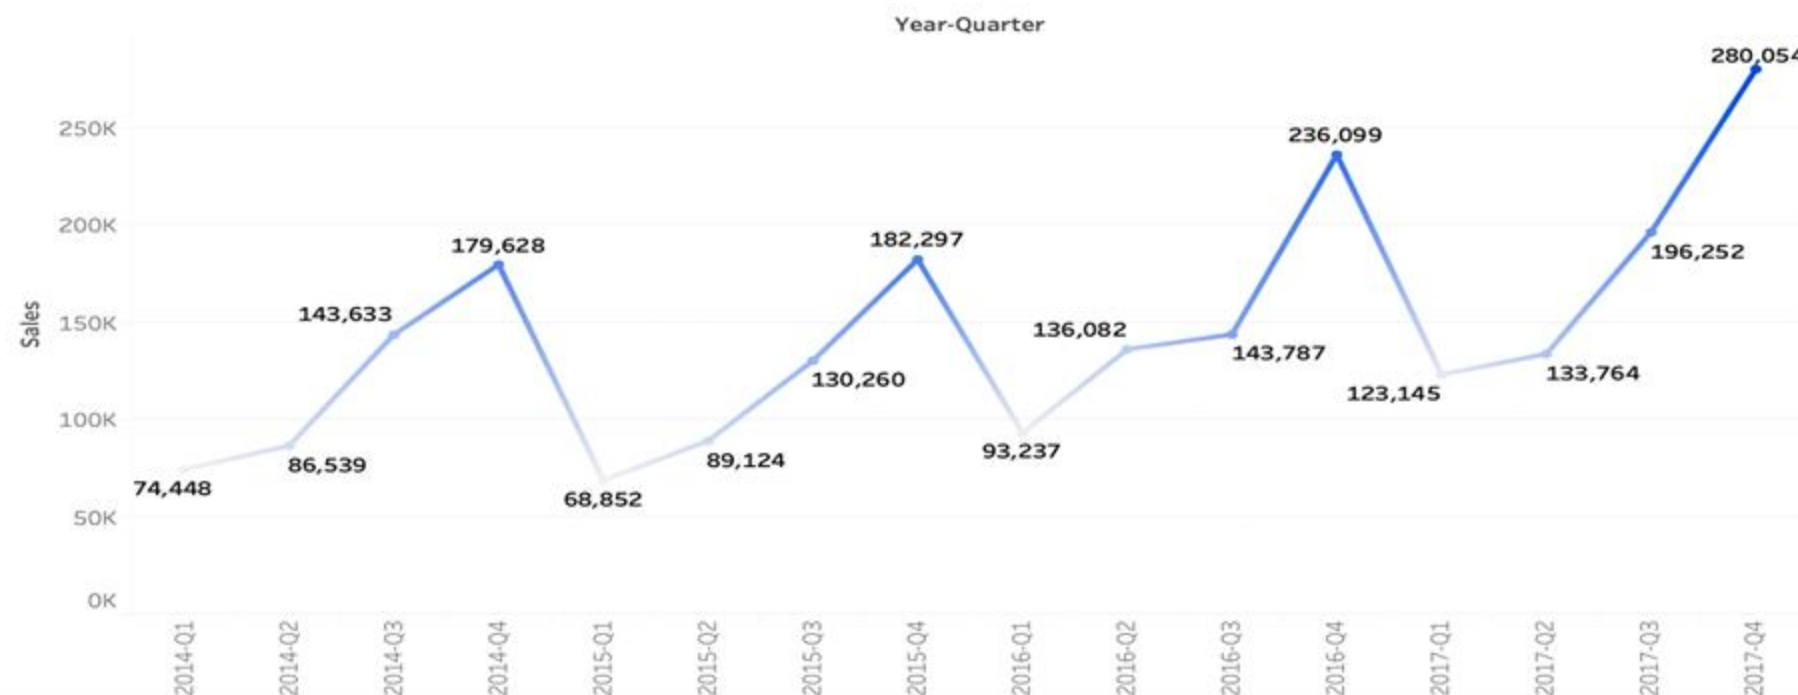 Year-Quarter
280,054
250K
236,099
200K
179,628
182,297
196,252
143,633
136,082
150K
143,787
130,260
133,764
123,145
Sales
100K
93,237
86,539
89,124
74,448
68,852
50K
0K
2014-Q1
2014-Q2
2014-Q3
2014-Q4
2015-Q1
2015-Q2
2015-Q3
2015-Q4
2016-Q1
2016-Q2
2016-Q3
2016-Q4
2017-Q1
2017-Q2
2017-Q3
2017-Q4